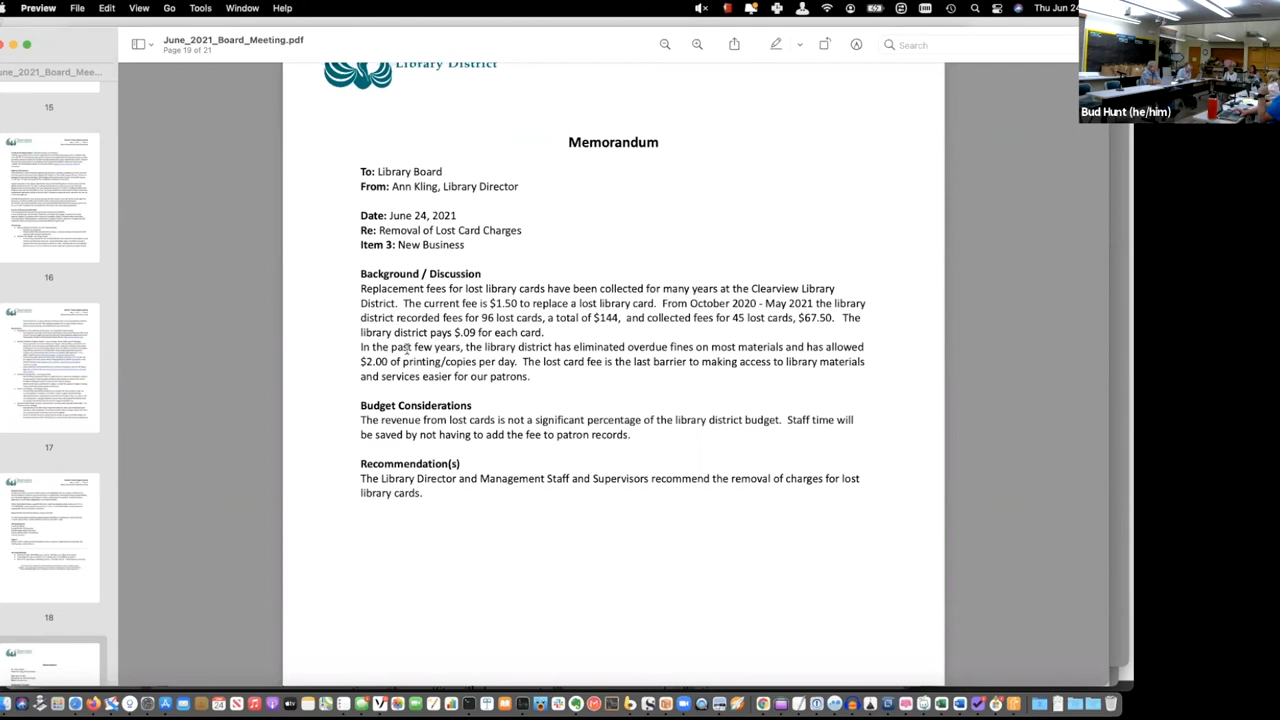 Preview File Edit View Go Tools Window Help
Thu Jun 24
June_2021_Board_Meeting.pdf
Page 19 of 21
Search
une_2021_Board_Mee...
15
16
17
18
Bud Hunt (he/him)
Library District
Memorandum
To: Library Board
From: Ann Kling, Library Director
Date: June 24, 2021
Re: Removal of Lost Card Charges
Item 3: New Business
Background / Discussion
Replacement fees for lost library cards have been collected for many years at the Clearview Library
District. The current fee is $1.50 to replace a lost library card. From October 2020 - May 2021 the library
district recorded fees for 96 lost cards, a total of $144, and collected fees for 45 lost cards, $67.50. The
library district pays $.09 for each card.
In the past few years, the library district has eliminated overdue fines on most materials and has allowed
$2.00 of printing/copies per day. The lost card fee is the last barrier to making access to library materials
and services easier for our patrons.
Budget Considerations
The revenue from lost cards is not a significant percentage of the library district budget. Staff time will
be saved by not having to add the fee to patron records.
Recommendation(s)
The Library Director and Management Staff and Supervisors recommend the removal of charges for lost
library cards.